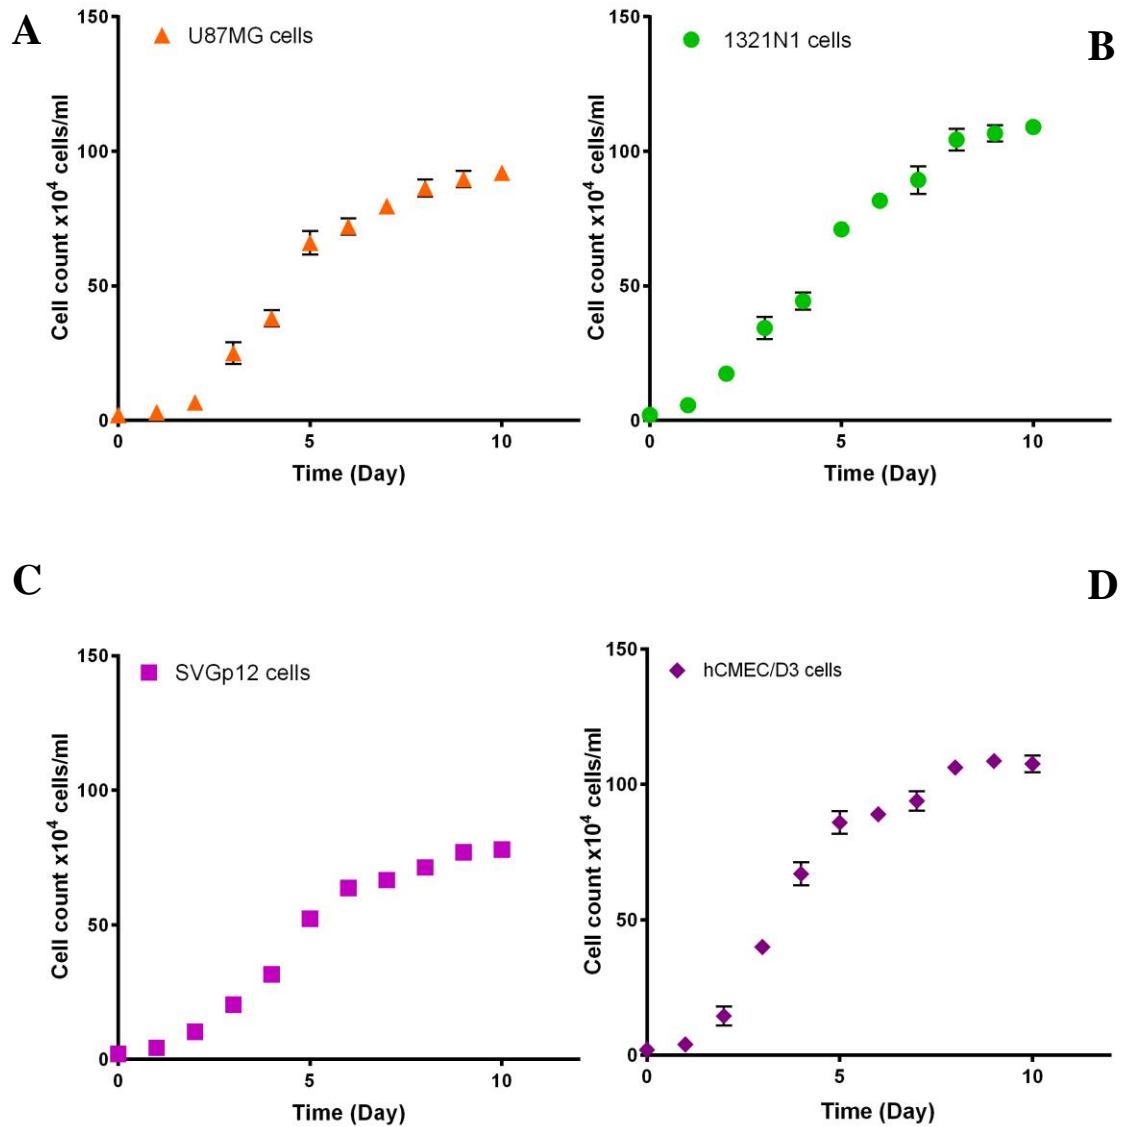 A
U87MG cells
150
100
50
0
Cell count x10⁴ cells/ml
0 5 10
Time (Day)
B
1321N1 cells
150
100
50
0
Cell count x10⁴ cells/ml
0 5 10
Time (Day)
C
SVGp12 cells
150
100
50
0
Cell count x10⁴ cells/ml
0 5 10
Time (Day)
D
hCMEC/D3 cells
150
100
50
0
Cell count x10⁴ cells/ml
0 5 10
Time (Day)